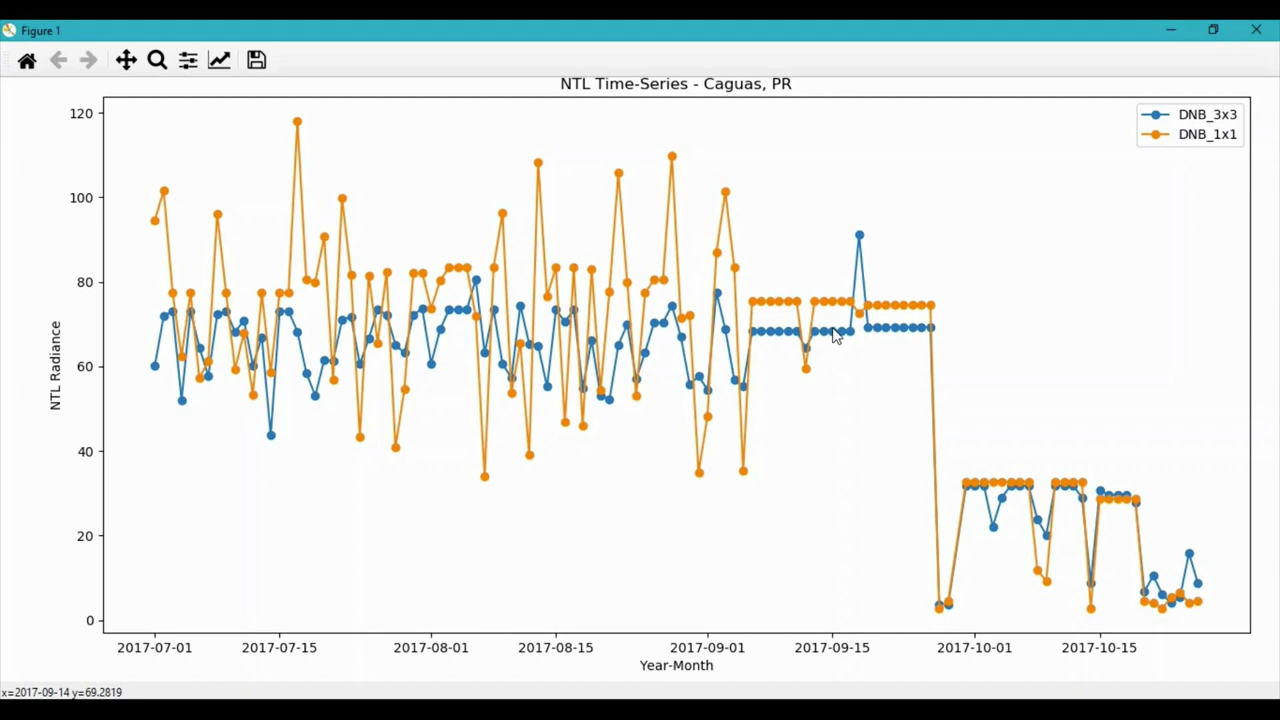 Figure 1
NTL Time-Series - Caguas, PR
DNB_3x3
DNB_1x1
120
100
80
60
40
20
0
NTL Radiance
2017-07-01 2017-07-15 2017-08-01 2017-08-15 2017-09-01 2017-09-15 2017-10-01 2017-10-15
Year-Month
x=2017-09-14 y=69.2819